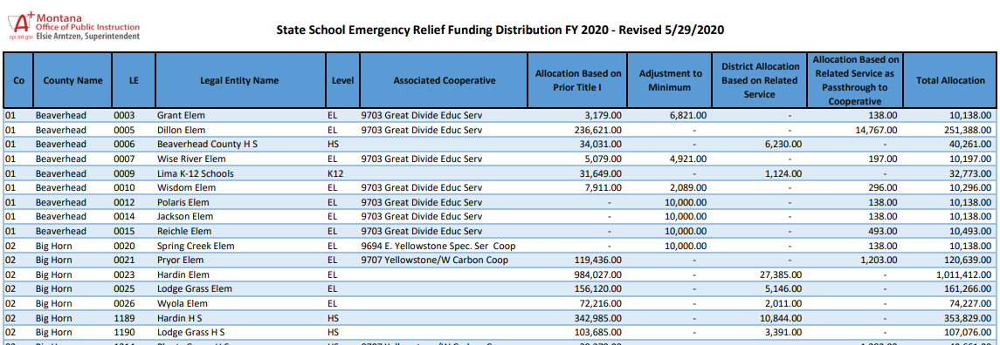 A+ Montana
Office of Public Instruction
opi.mt.gov Elsie Arntzen, Superintendent
State School Emergency Relief Funding Distribution FY 2020 - Revised 5/29/2020
Co County Name LE Legal Entity Name Level Associated Cooperative Allocation Based on Prior Title I Adjustment to Minimum District Allocation Based on Related Service Allocation Based on Related Service as Passthrough to Cooperative Total Allocation
01 Beaverhead 0003 Grant Elem EL 9703 Great Divide Educ Serv 3,179.00 6,821.00 - 138.00 10,138.00
01 Beaverhead 0005 Dillon Elem EL 9703 Great Divide Educ Serv 236,621.00 - - 14,767.00 251,388.00
01 Beaverhead 0006 Beaverhead County H S HS 34,031.00 - 6,230.00 - 40,261.00
01 Beaverhead 0007 Wise River Elem EL 9703 Great Divide Educ Serv 5,079.00 4,921.00 - 197.00 10,197.00
01 Beaverhead 0009 Lima K-12 Schools K12 31,649.00 - 1,124.00 - 32,773.00
01 Beaverhead 0010 Wisdom Elem EL 9703 Great Divide Educ Serv 7,911.00 2,089.00 - 296.00 10,296.00
01 Beaverhead 0012 Polaris Elem EL 9703 Great Divide Educ Serv - 10,000.00 - 138.00 10,138.00
01 Beaverhead 0014 Jackson Elem EL 9703 Great Divide Educ Serv - 10,000.00 - 138.00 10,138.00
01 Beaverhead 0015 Reichle Elem EL 9703 Great Divide Educ Serv - 10,000.00 - 493.00 10,493.00
02 Big Horn 0020 Spring Creek Elem EL 9694 E. Yellowstone Spec. Ser Coop - 10,000.00 - 138.00 10,138.00
02 Big Horn 0021 Pryor Elem EL 9707 Yellowstone/W Carbon Coop 119,436.00 - - 1,203.00 120,639.00
02 Big Horn 0023 Hardin Elem EL 984,027.00 - 27,385.00 - 1,011,412.00
02 Big Horn 0025 Lodge Grass Elem EL 156,120.00 - 5,146.00 - 161,266.00
02 Big Horn 0026 Wyola Elem EL 72,216.00 - 2,011.00 - 74,227.00
02 Big Horn 1189 Hardin H S HS 342,985.00 - 10,844.00 - 353,829.00
02 Big Horn 1190 Lodge Grass H S HS 103,685.00 - 3,391.00 - 107,076.00